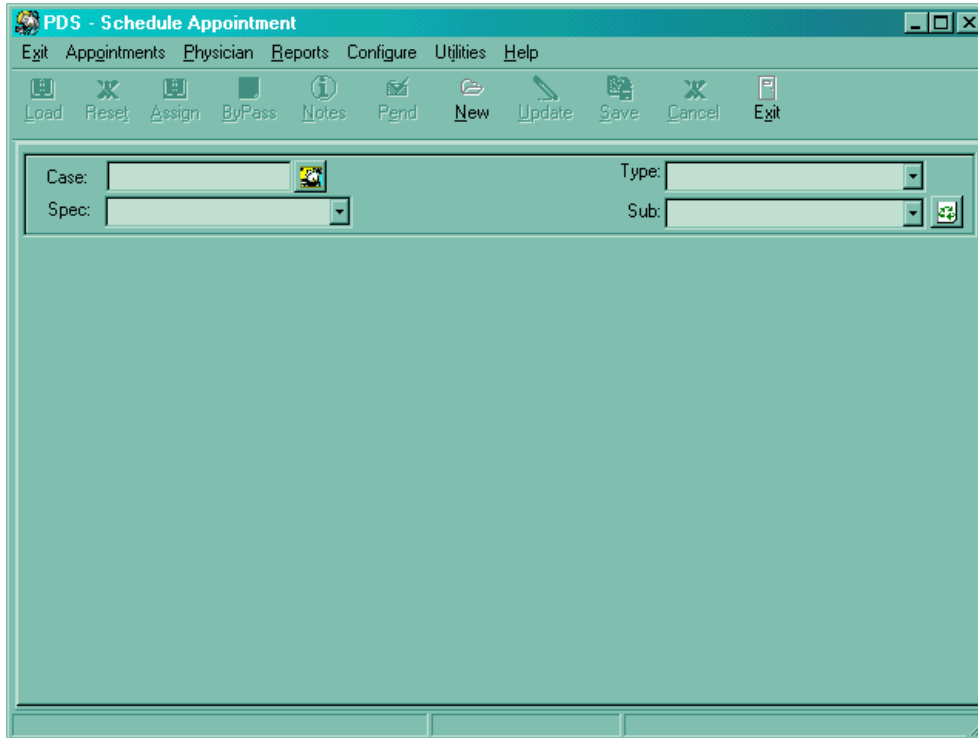 PDS - Schedule Appointment
Exit Appointments Physician Reports Configure Utilities Help
Load Reset Assign ByPass Notes Pend New Update Save Cancel Exit
Case: Type:
Spec: Sub: